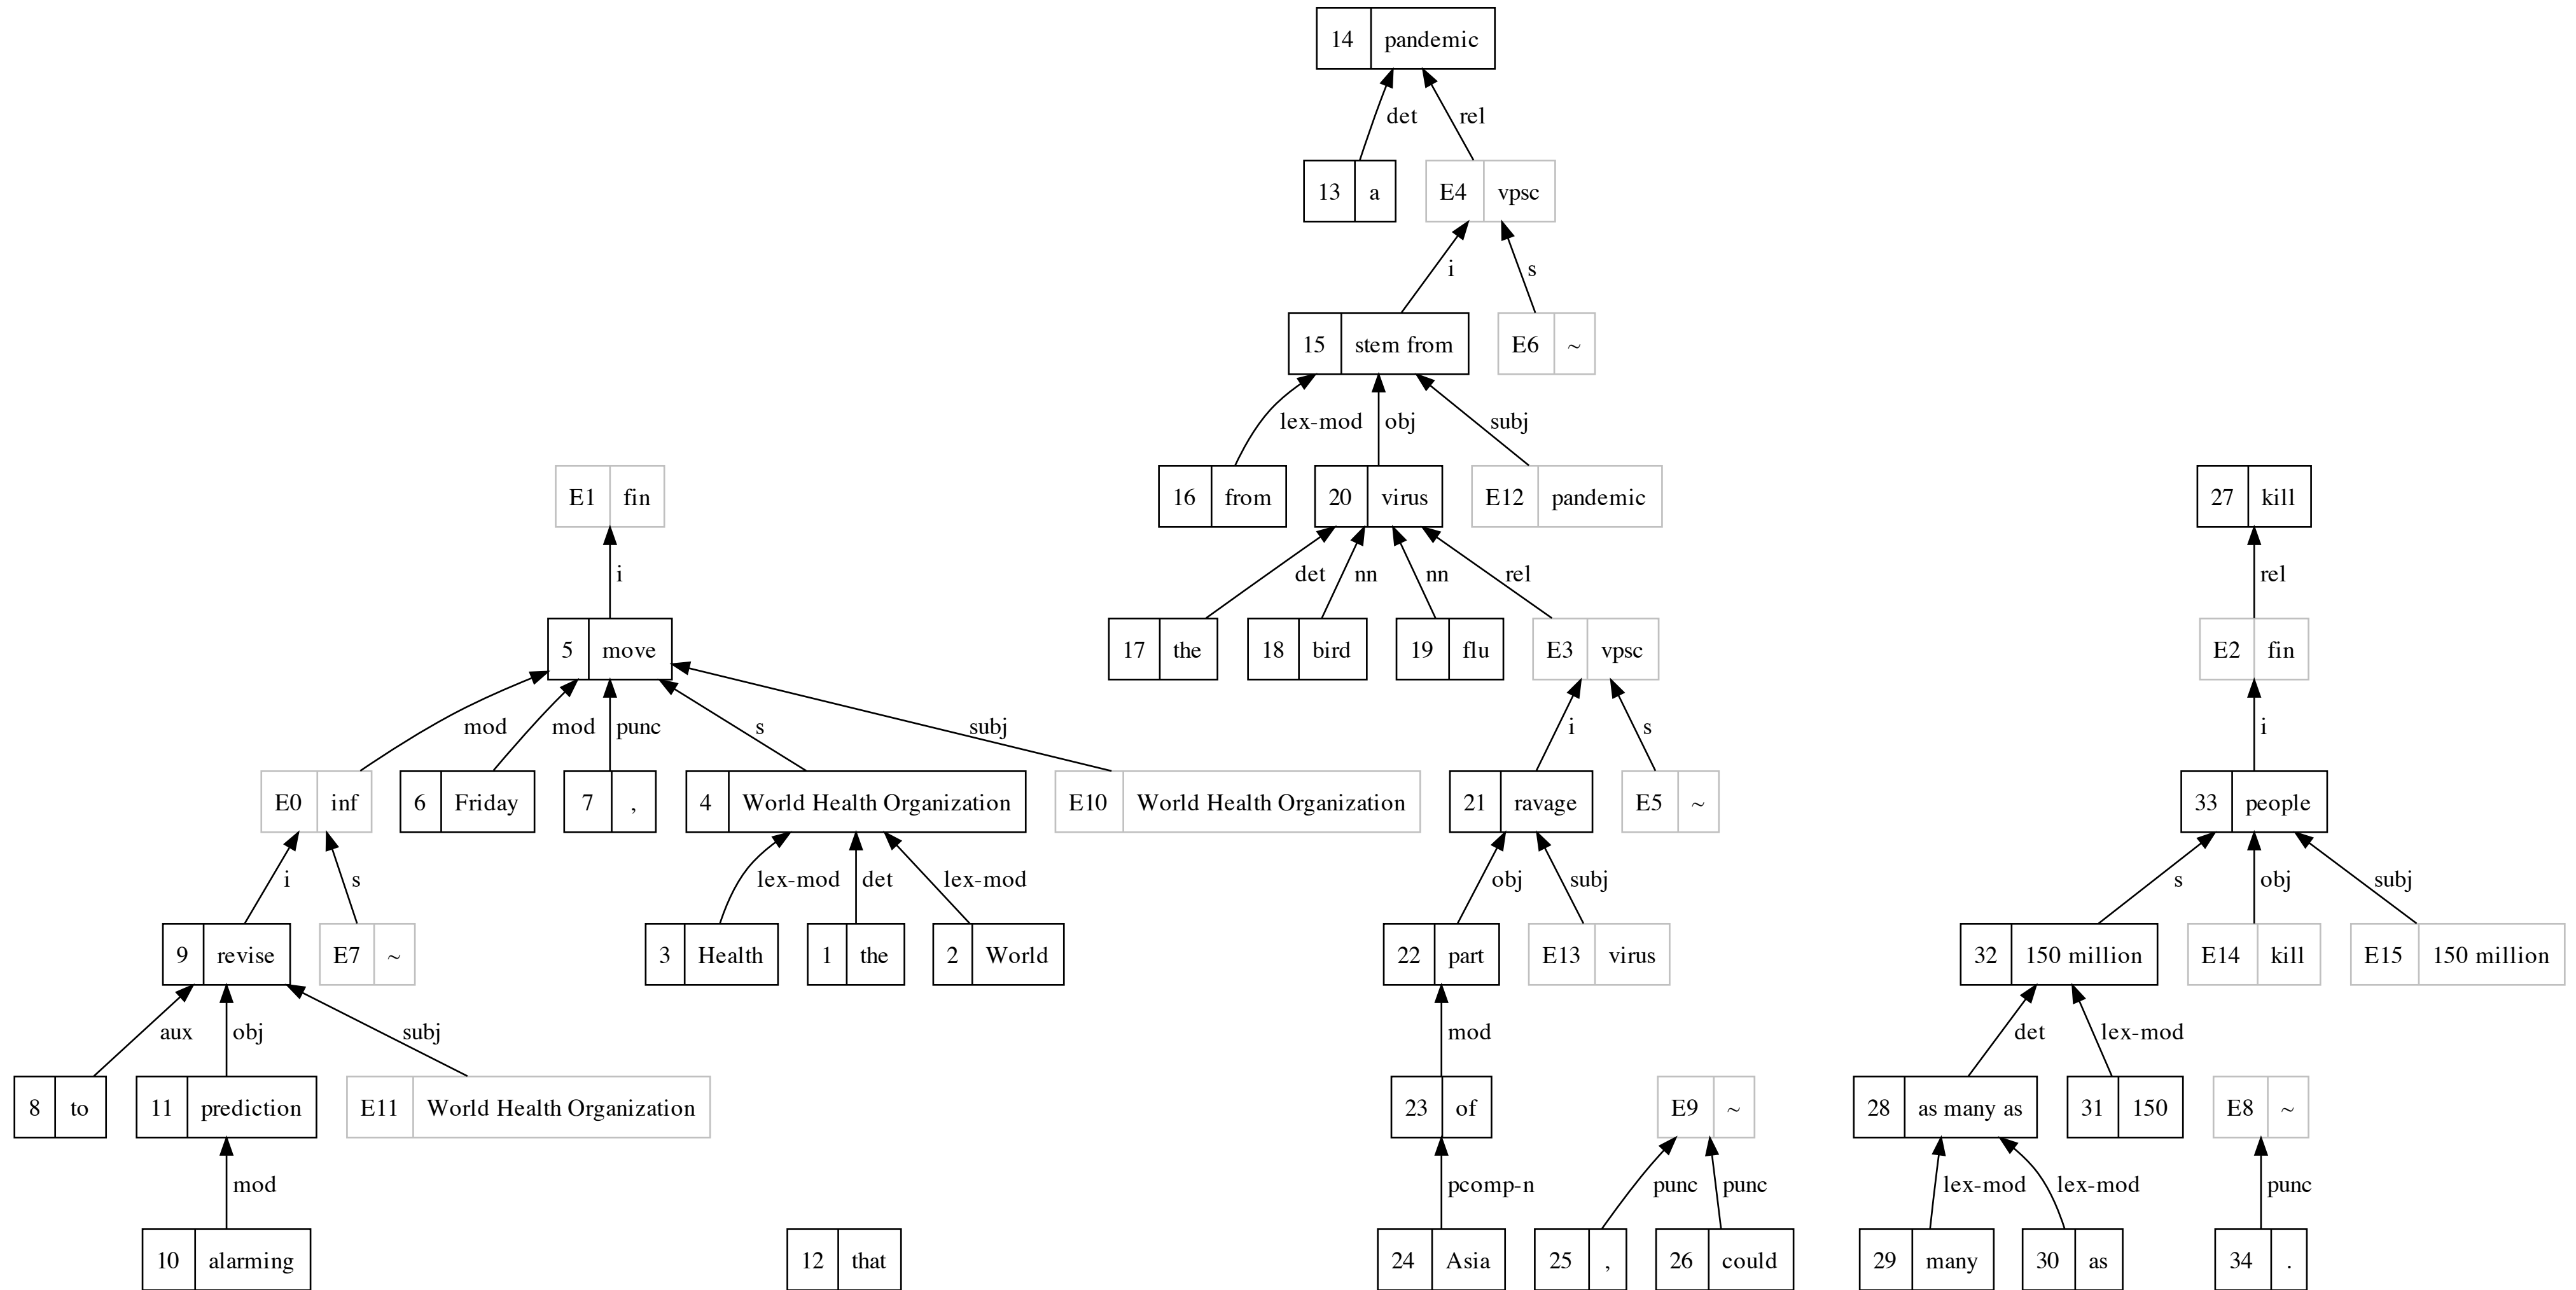 14 pandemic
det rel
13 a E4 vpsc
i s
15 stem from E6 ~
lex-mod obj subj
E1 fin 16 from 20 virus E12 pandemic 27 kill
i det nn nn rel rel
5 move 17 the 18 bird 19 flu E3 vpsc E2 fin
mod mod punc s subj i s i
E0 inf 6 Friday 7 , 4 World Health Organization E10 World Health Organization 21 ravage E5 ~ 33 people
i s lex-mod det lex-mod obj subj s obj subj
9 revise E7 ~ 3 Health 1 the 2 World 22 part E13 virus 32 150 million E14 kill E15 150 million
aux obj subj mod det lex-mod
8 to 11 prediction E11 World Health Organization 23 of E9 ~ 28 as many as 31 150 E8 ~
mod pcomp-n punc punc lex-mod lex-mod punc
10 alarming 12 that 24 Asia 25 , 26 could 29 many 30 as 34 .